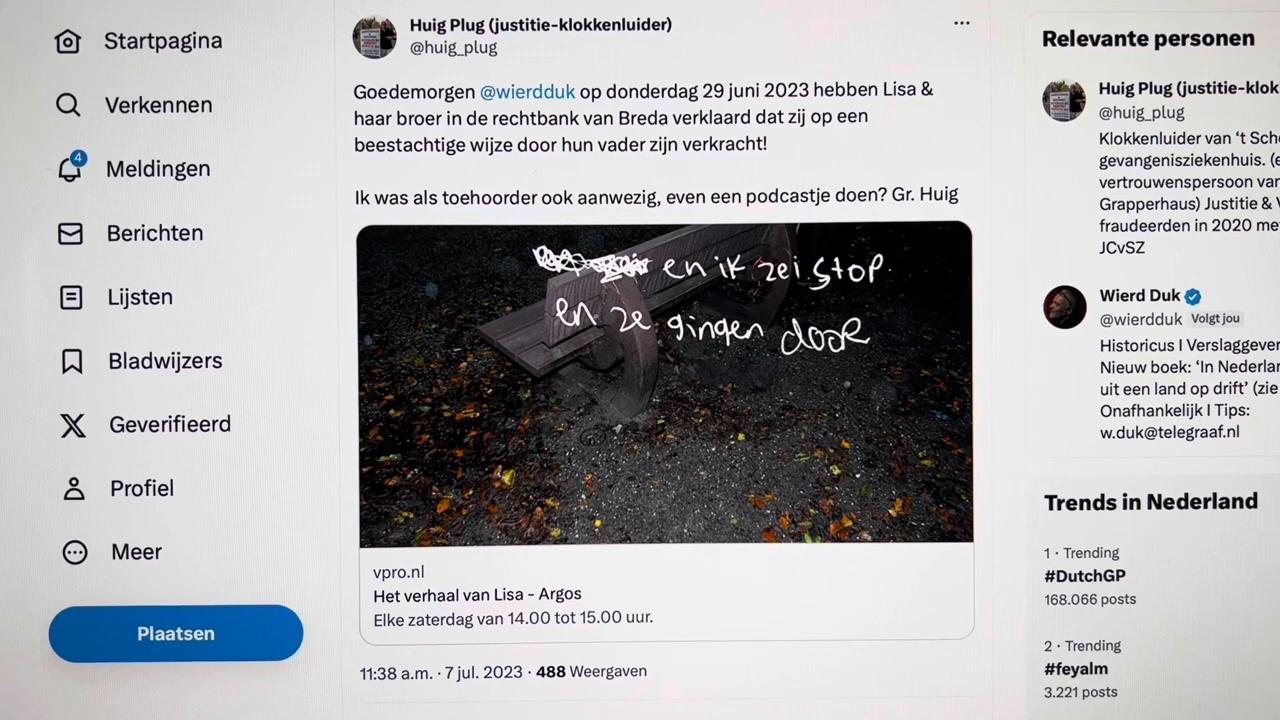 Startpagina
Verkennen
4
Meldingen
Berichten
Lijsten
Bladwijzers
Geverifieerd
Profiel
Meer
Plaatsen
Huig Plug (justitie-klokkenluider)
@huig_plug
Goedemorgen @wierdduk op donderdag 29 juni 2023 hebben Lisa &
haar broer in de rechtbank van Breda verklaard dat zij op een
beestachtige wijze door hun vader zijn verkracht!
Ik was als toehoorder ook aanwezig, even een podcastje doen? Gr. Huig
en ik zei stop
en ze gingen door
vpro.nl
Het verhaal van Lisa - Argos
Elke zaterdag van 14.00 tot 15.00 uur.
11:38 a.m. · 7 jul. 2023 · 488 Weergaven
Relevante personen
Huig Plug (justitie-klok
@huig_plug
Klokkenluider van ‘t Sch
gevangenisziekenhuis. (e
vertrouwenspersoon van
Grapperhaus) Justitie & V
fraudeerden in 2020 me
JCvSZ
Wierd Duk
@wierdduk Volgt jou
Historicus I Verslaggever
Nieuw boek: ‘In Nederlan
uit een land op drift’ (zie
Onafhankelijk I Tips:
w.duk@telegraaf.nl
Trends in Nederland
1 · Trending
#DutchGP
168.066 posts
2 · Trending
#feyalm
3.221 posts